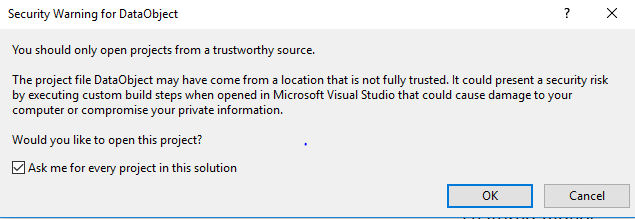 Security Warning for DataObject
You should only open projects from a trustworthy source.
The project file DataObject may have come from a location that is not fully trusted. It could present a security risk
by executing custom build steps when opened in Microsoft Visual Studio that could cause damage to your
computer or compromise your private information.
Would you like to open this project?
Ask me for every project in this solution
OK Cancel